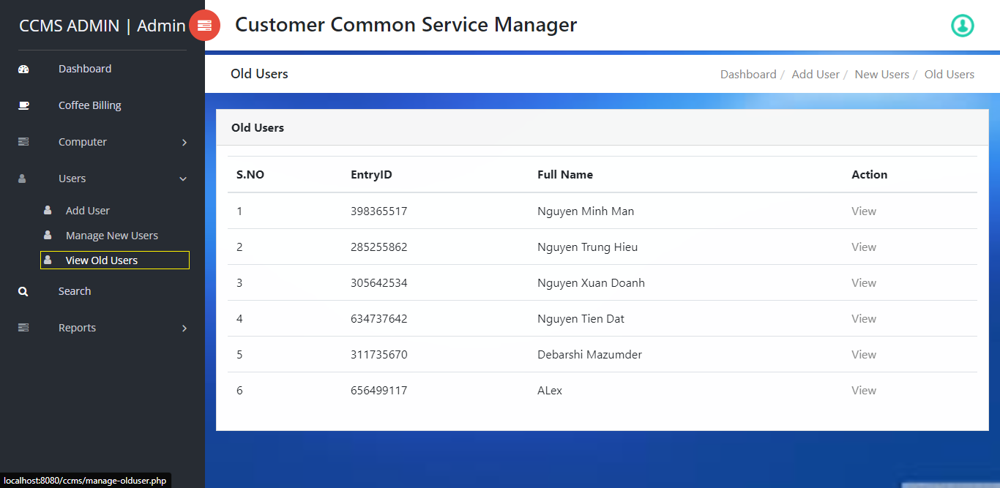 CCMS ADMIN | Admin
Customer Common Service Manager
Old Users
Dashboard / Add User / New Users / Old Users
Dashboard
Coffee Billing
Computer
Users
Add User
Manage New Users
View Old Users
Search
Reports
Old Users
S.NO EntryID Full Name Action
1 398365517 Nguyen Minh Man View
2 285255862 Nguyen Trung Hieu View
3 305642534 Nguyen Xuan Doanh View
4 634737642 Nguyen Tien Dat View
5 311735670 Debarshi Mazumder View
6 656499117 ALex View
localhost:8080/ccms/manage-olduser.php